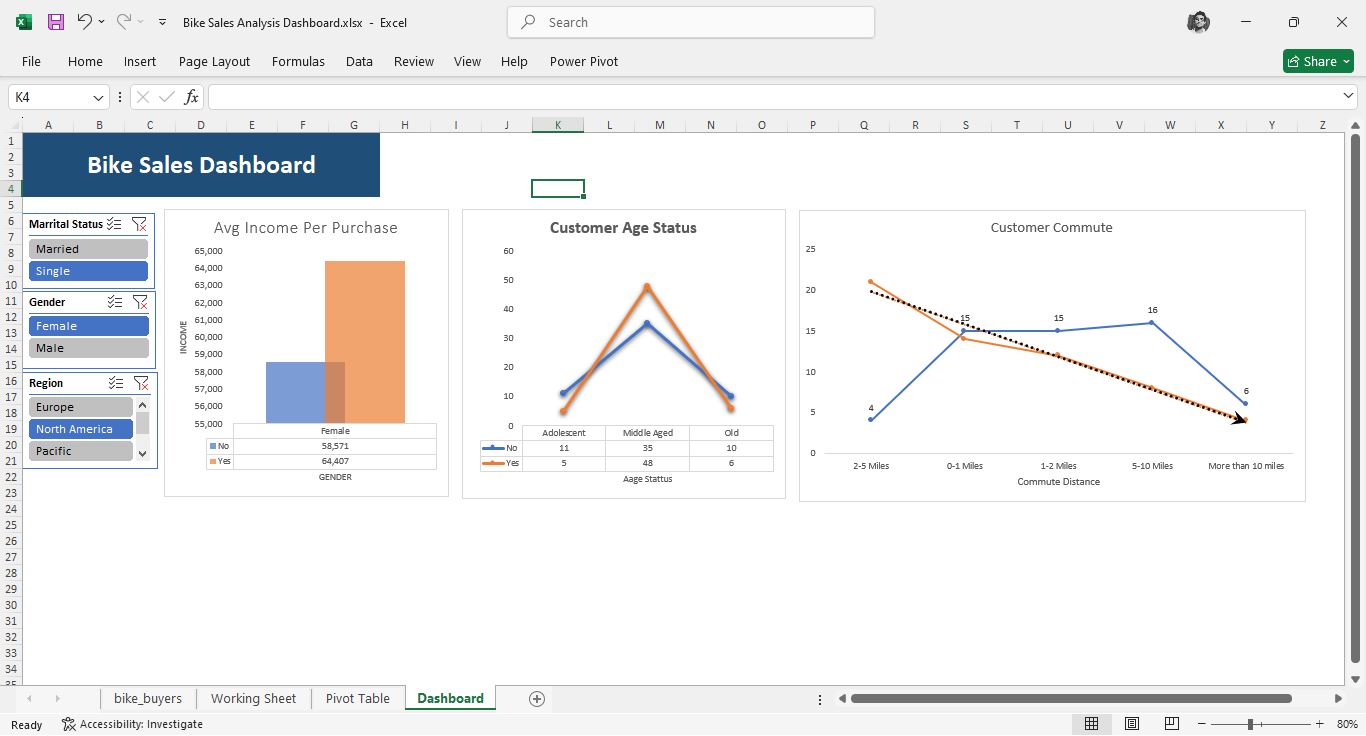 Bike Sales Analysis Dashboard.xlsx - Excel
Search
File Home Insert Page Layout Formulas Data Review View Help Power Pivot
Share
K4
fx
A B C D E F G H I J K L M N O P Q R S T U V W X Y Z
1
2
3
4
5
6
7
8
9
10
11
12
13
14
15
16
17
18
19
20
21
22
23
24
25
26
27
28
29
30
31
32
33
34
35
Bike Sales Dashboard
Marrital Status
Married
Single
Gender
Female
Male
Region
Europe
North America
Pacific
Avg Income Per Purchase
65,000
64,000
63,000
62,000
61,000
60,000
59,000
58,000
57,000
56,000
55,000
INCOME
Female
No 58,571
Yes 64,407
GENDER
Customer Age Status
60
50
40
30
20
10
0
Adolescent Middle Aged Old
No 11 35 10
Yes 5 48 6
Aage Stattus
Customer Commute
25
20
15
10
5
0
4
15
15
16
6
2-5 Miles 0-1 Miles 1-2 Miles 5-10 Miles More than 10 miles
Commute Distance
bike_buyers Working Sheet Pivot Table Dashboard
Ready Accessibility: Investigate
80%